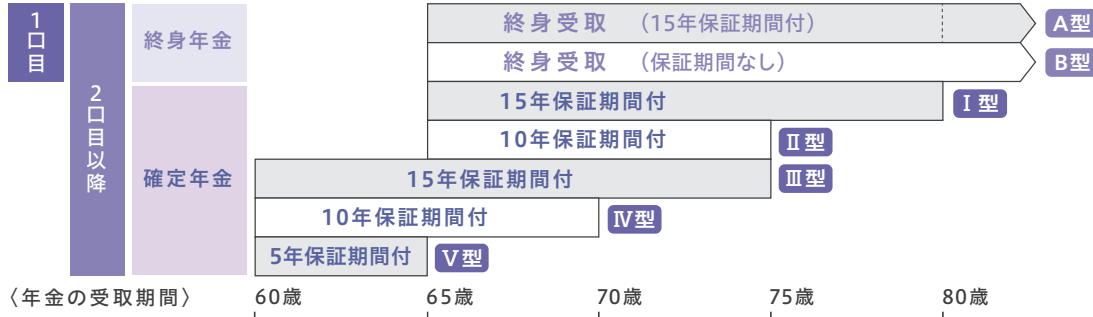 1口目
2口目以降
終身年金
確定年金
終身受取 （15年保証期間付）
A型
終身受取 （保証期間なし）
B型
15年保証期間付
Ⅰ型
10年保証期間付
Ⅱ型
15年保証期間付
Ⅲ型
10年保証期間付
Ⅳ型
5年保証期間付
Ⅴ型
〈年金の受取期間〉 60歳 65歳 70歳 75歳 80歳